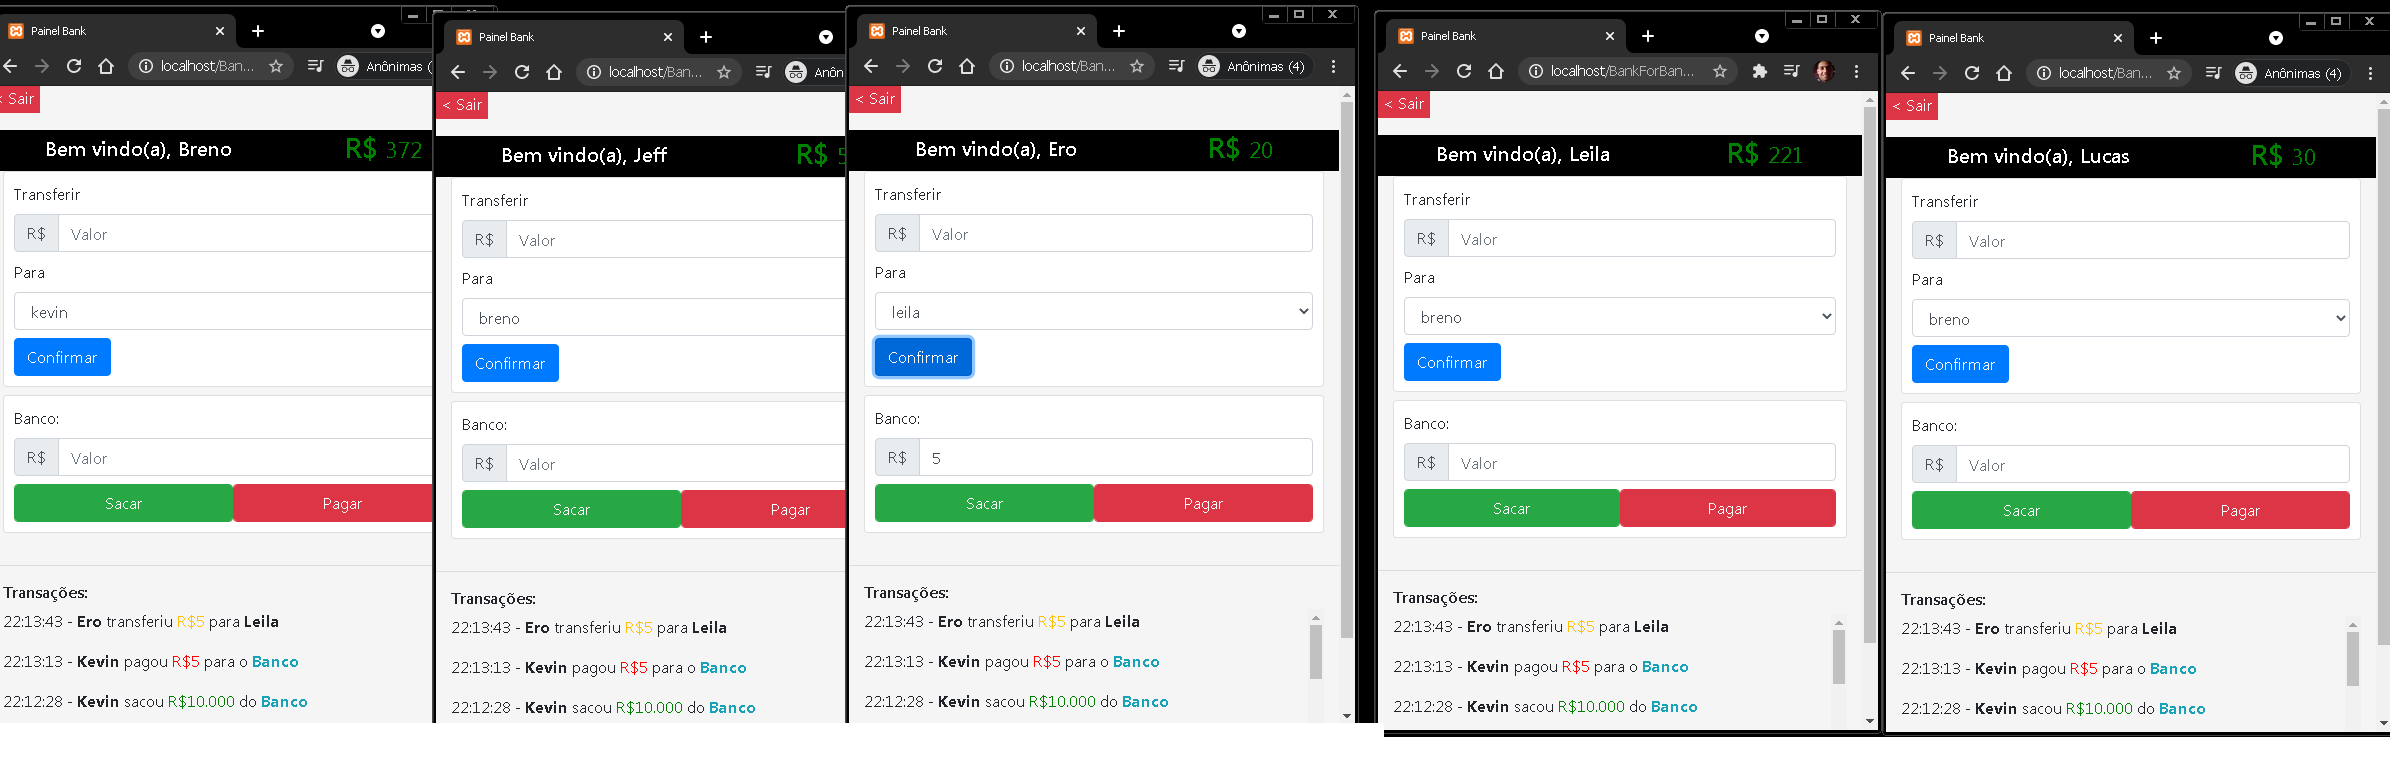 Painel Bank
localhost/Ban...
Anônimas (
< Sair
Bem vindo(a), Breno R$ 372
Transferir
R$ Valor
Para
kevin
Confirmar
Banco:
R$ Valor
Sacar Pagar
Transações:
22:13:43 - Ero transferiu R$5 para Leila
22:13:13 - Kevin pagou R$5 para o Banco
22:12:28 - Kevin sacou R$10.000 do Banco
Painel Bank
localhost/Ban...
Anôn
< Sair
Bem vindo(a), Jeff R$ 5
Transferir
R$ Valor
Para
breno
Confirmar
Banco:
R$ Valor
Sacar Pagar
Transações:
22:13:43 - Ero transferiu R$5 para Leila
22:13:13 - Kevin pagou R$5 para o Banco
22:12:28 - Kevin sacou R$10.000 do Banco
Painel Bank
localhost/Ban...
Anônimas (4)
< Sair
Bem vindo(a), Ero R$ 20
Transferir
R$ Valor
Para
leila
Confirmar
Banco:
R$ 5
Sacar Pagar
Transações:
22:13:43 - Ero transferiu R$5 para Leila
22:13:13 - Kevin pagou R$5 para o Banco
22:12:28 - Kevin sacou R$10.000 do Banco
Painel Bank
localhost/BankForBan...
< Sair
Bem vindo(a), Leila R$ 221
Transferir
R$ Valor
Para
breno
Confirmar
Banco:
R$ Valor
Sacar Pagar
Transações:
22:13:43 - Ero transferiu R$5 para Leila
22:13:13 - Kevin pagou R$5 para o Banco
22:12:28 - Kevin sacou R$10.000 do Banco
Painel Bank
localhost/Ban...
Anônimas (4)
< Sair
Bem vindo(a), Lucas R$ 30
Transferir
R$ Valor
Para
breno
Confirmar
Banco:
R$ Valor
Sacar Pagar
Transações:
22:13:43 - Ero transferiu R$5 para Leila
22:13:13 - Kevin pagou R$5 para o Banco
22:12:28 - Kevin sacou R$10.000 do Banco